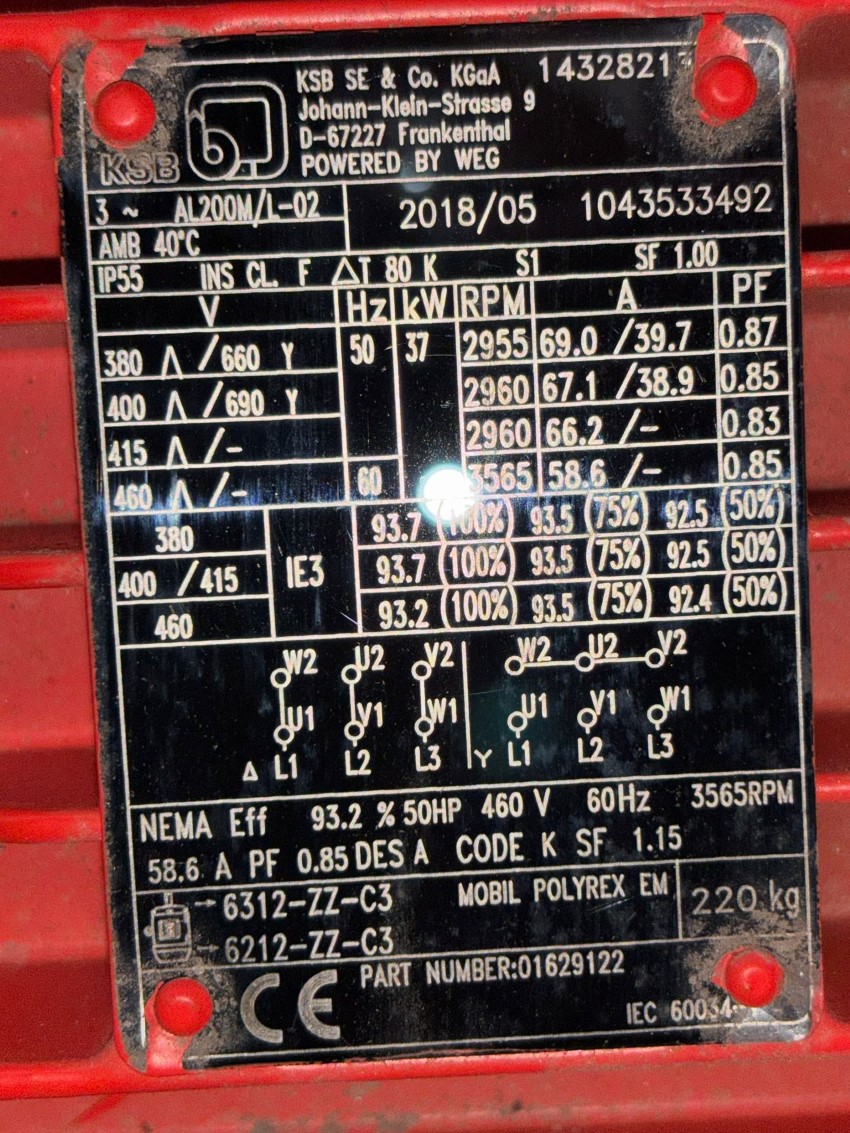 KSB SE & Co. KGaA
Johann-Klein-Strasse 9
D-67227 Frankenthal
POWERED BY WEG
KSB
3 ~ AL200M/L-02 2018/05 1043533492
AMB 40°C
IP55 INS CL. F ΔT 80 K S1 SF 1.00
V Hz kW RPM A PF
380 Λ /660 Y 50 37 2955 69.0 /39.7 0.87
400 Λ /690 Y 2960 67.1 /38.9 0.85
415 Λ /- 2960 66.2 /- 0.83
460 Λ /- 60 3565 58.6 /- 0.85
380 IE3 93.7 (100%) 93.5 (75%) 92.5 (50%)
400 /415 93.7 (100%) 93.5 (75%) 92.5 (50%)
460 93.2 (100%) 93.5 (75%) 92.4 (50%)
W2 U2 V2 W2 U2 V2
U1 V1 W1 U1 V1 W1
Δ L1 L2 L3 Y L1 L2 L3
NEMA Eff 93.2 % 50HP 460 V 60Hz 3565RPM
58.6 A PF 0.85 DES A CODE K SF 1.15
6312-ZZ-C3 MOBIL POLYREX EM 220 kg
6212-ZZ-C3
CE PART NUMBER:01629122
IEC